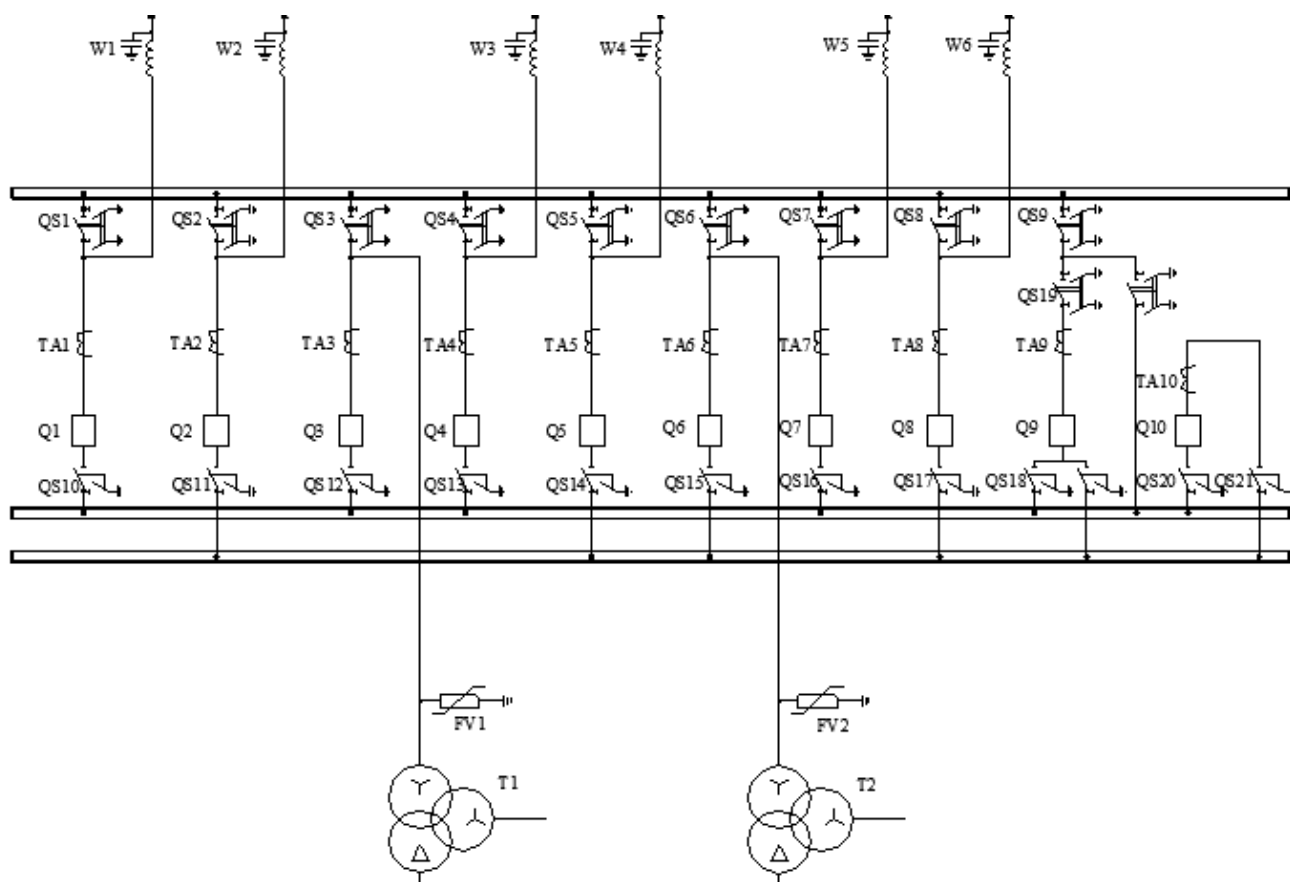 W1 W2 W3 W4 W5 W6
QS1 QS2 QS3 QS4 QS5 QS6 QS7 QS8 QS9
QS19
TA1 TA2 TA3 TA4 TA5 TA6 TA7 TA8 TA9
TA10
Q1 Q2 Q3 Q4 Q5 Q6 Q7 Q8 Q9 Q10
QS10 QS11 QS12 QS13 QS14 QS15 QS16 QS17 QS18 QS20 QS21
FV1 FV2
T1 T2